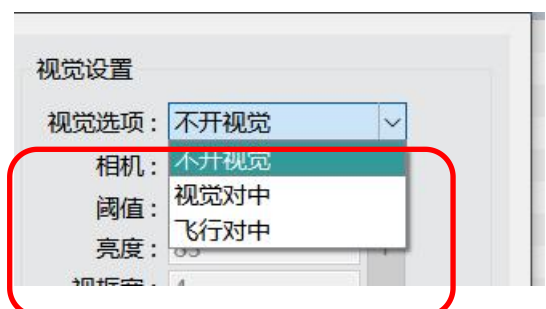 视觉设置
视觉选项： 不开视觉
相机： 不开视觉
阈值： 视觉对中
飞行对中
亮度：